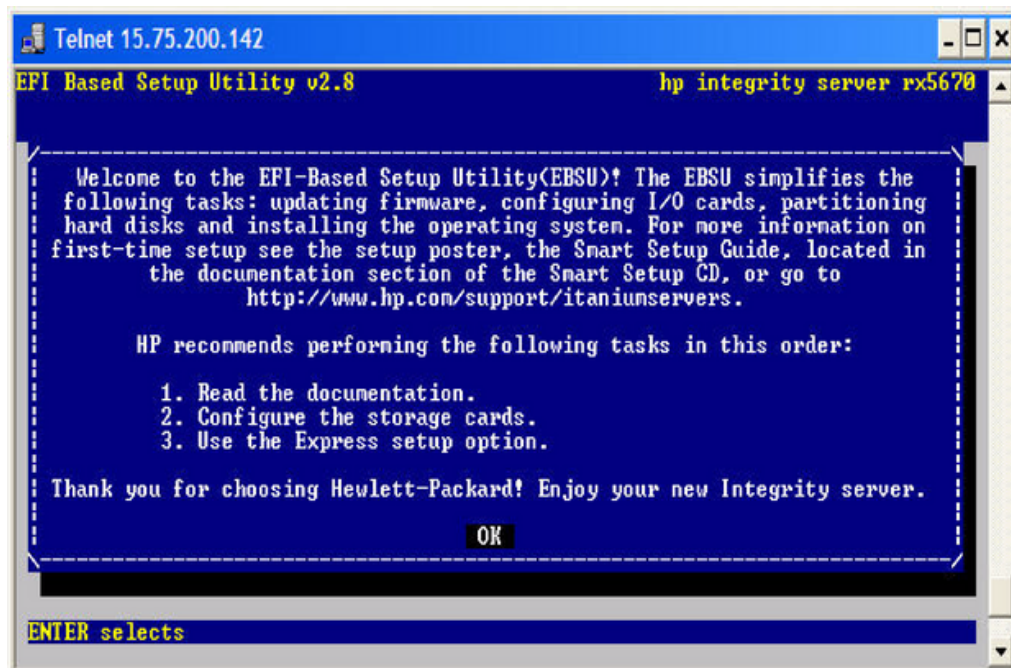 Telnet 15.75.200.142
EFI Based Setup Utility v2.8 hp integrity server rx5670
Welcome to the EFI-Based Setup Utility(EBSU)! The EBSU simplifies the
following tasks: updating firmware, configuring I/O cards, partitioning
hard disks and installing the operating system. For more information on
first-time setup see the setup poster, the Smart Setup Guide, located in
the documentation section of the Smart Setup CD, or go to
http://www.hp.com/support/itaniumservers.
HP recommends performing the following tasks in this order:
1. Read the documentation.
2. Configure the storage cards.
3. Use the Express setup option.
Thank you for choosing Hewlett-Packard! Enjoy your new Integrity server.
OK
ENTER selects